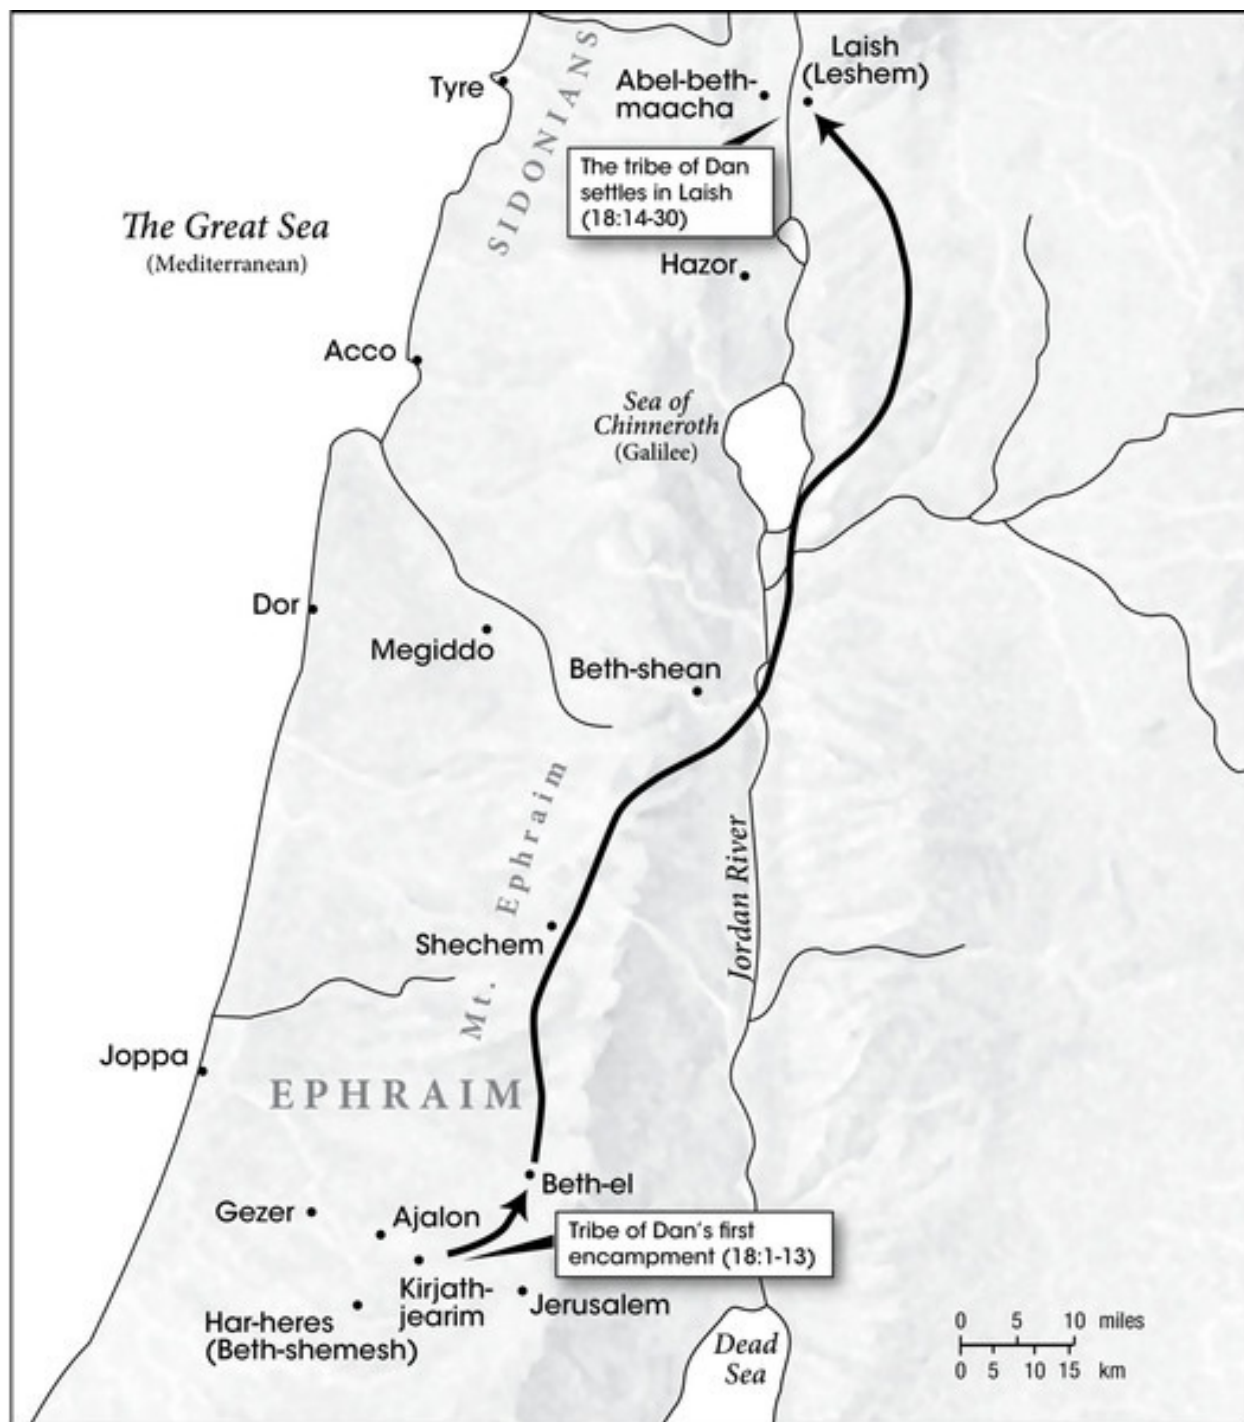 Laish
(Leshem)
Abel-beth-
maacha
Tyre
SIDONIANS
The tribe of Dan
settles in Laish
(18:14-30)
The Great Sea
(Mediterranean)
Hazor
Acco
Sea of
Chinneroth
(Galilee)
Dor
Megiddo
Beth-shean
Mt. Ephraim
Jordan River
Shechem
Joppa
EPHRAIM
Beth-el
Gezer
Ajalon
Tribe of Dan's first
encampment (18:1-13)
Kirjath-
jearim
Jerusalem
Har-heres
(Beth-shemesh)
Dead
Sea
0 5 10 miles
0 5 10 15 km